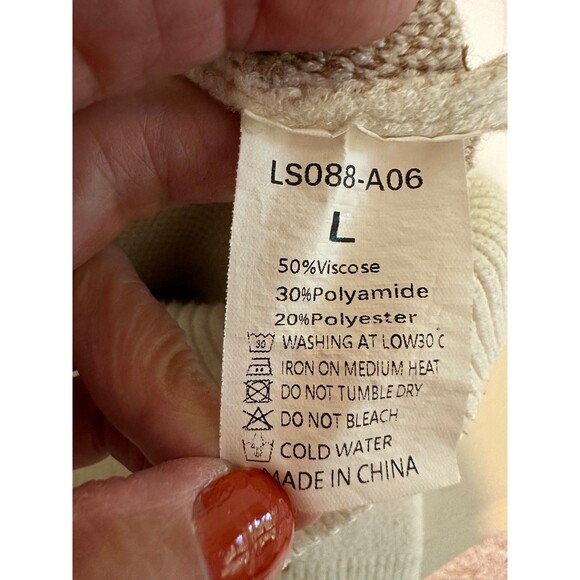 LS088-A06
L
50%Viscose
30%Polyamide
20%Polyester
30 WASHING AT LOW30 C
IRON ON MEDIUM HEAT
DO NOT TUMBLE DRY
DO NOT BLEACH
COLD WATER
MADE IN CHINA